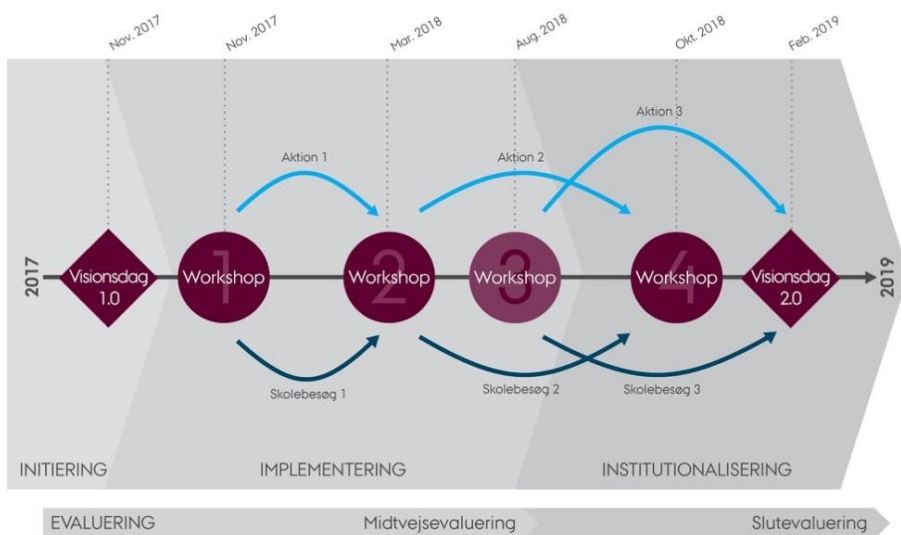 Nov. 2017
Nov. 2017
Mar. 2018
Aug. 2018
Okt. 2018
Feb. 2019
Aktion 1
Aktion 2
Aktion 3
2017
Visionsdag
1.0
1
Workshop
2
Workshop
3
Workshop
4
Workshop
Visionsdag
2.0
2019
Skolebesøg 1
Skolebesøg 2
Skolebesøg 3
INITIERING
IMPLEMENTERING
INSTITUTIONALISERING
EVALUERING
Midtvejsevaluering
Slutevaluering